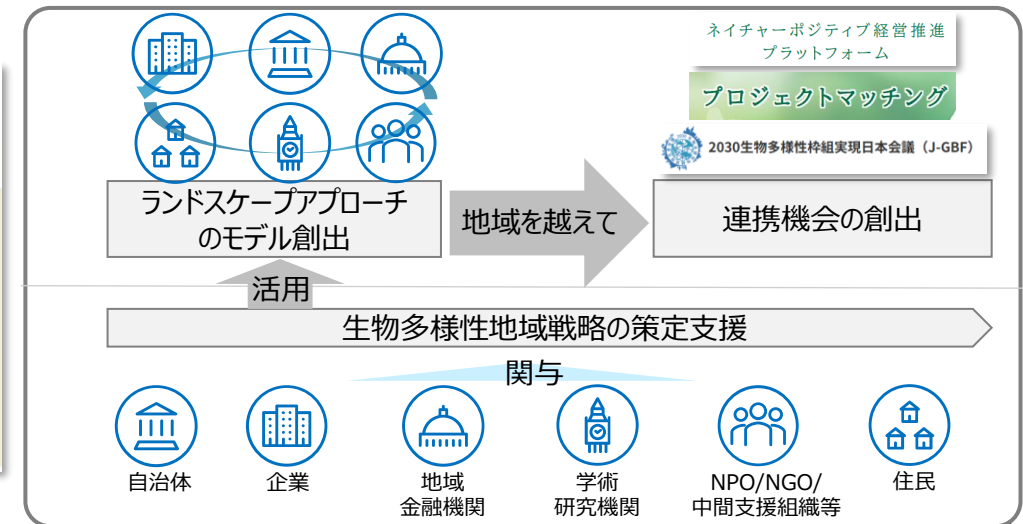 ネイチャーポジティブ経営推進
プラットフォーム
プロジェクトマッチング
2030生物多様性枠組実現日本会議（J-GBF）
ランドスケープアプローチ
のモデル創出
地域を越えて
連携機会の創出
活用
生物多様性地域戦略の策定支援
関与
自治体
企業
地域
金融機関
学術
研究機関
NPO/NGO/
中間支援組織等
住民